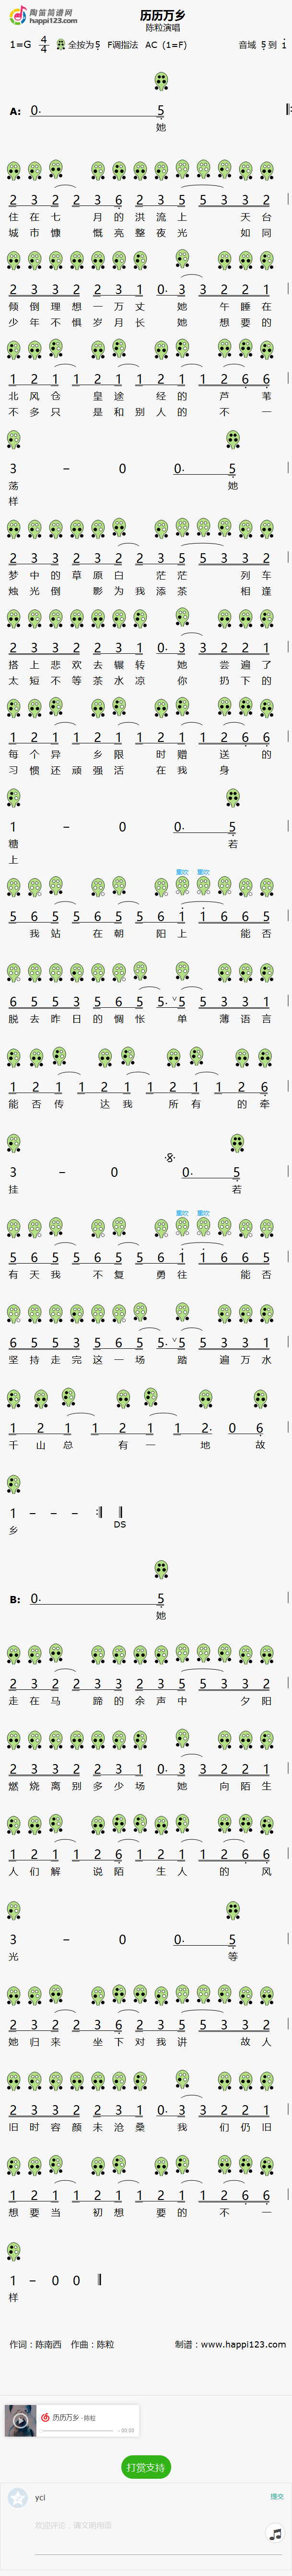 陶笛简谱网
happi123.com
历历万乡
陈粒演唱
1=G 4/4 全按为5 F调指法 AC (1=F) 音域 5 到 i
A: 0. 5
她
2 3 2 2 3 6 2 3 5 5 3 3 2
住 在 七 月 的 洪 流 上 天 台
城 市 慷 慨 亮 整 夜 光 如 同
2 3 3 2 3 2 3 1 0. 3 3 2 2 1
倾 倒 理 想 一 万 丈 她 午 睡 在
少 年 不 惧 岁 月 长 她 想 要 的
1 2 1 1 2 1 1 2 1 1 2 6 6
北 风 仓 皇 途 经 的 芦 苇
不 多 只 是 和 别 人 的 不 一
3 – 0 0. 5
荡 她
样
2 3 3 2 3 2 2 3 5 5 3 3 2
梦 中 的 草 原 白 茫 茫 列 车
烛 光 倒 影 为 我 添 茶 相 逢
2 3 3 2 3 2 3 1 0. 3 3 2 2 1
搭 上 悲 欢 去 辗 转 她 尝 遍 了
太 短 不 等 茶 水 凉 你 扔 下 的
1 2 1 1 2 1 1 2 1 1 2 6 6
每 个 异 乡 限 时 赠 送 的
习 惯 还 顽 强 活 在 我 身
1 – 0 0. 5
糖 若
上
重吹 重吹
5 6 5 5 6 5 5 6 1 1 6 6 5
我 站 在 朝 阳 上 能 否
6 5 5 3 5 6 5 5. ∨ 5 5 3 3 1
脱 去 昨 日 的 惆 怅 单 薄 语 言
1 2 1 1 2 1 1 2 1 1 2 6
能 否 传 达 我 所 有 的 牵
3 – 0 0. 5
挂 若
重吹 重吹
5 6 5 5 6 5 5 6 1 1 6 6 5
有 天 我 不 复 勇 往 能 否
6 5 5 3 5 6 5 5. ∨ 5 5 3 3 1
坚 持 走 完 这 一 场 踏 遍 万 水
1 2 1 1 2 1 1 2. 0 6
千 山 总 有 一 地 故
1 – – – :‖ ‖
乡 DS
B: 0. 5
她
2 3 2 2 3 3 2 3 5 5 3 3 2
走 在 马 蹄 的 余 声 中 夕 阳
2 3 3 2 3 2 3 1 0. 3 3 2 2 1
燃 烧 离 别 多 少 场 她 向 陌 生
1 2 1 1 2 6 1 2 1 1 2 6 6
人 们 解 说 陌 生 人 的 风
3 – 0 0. 5
光 等
2 3 2 2 3 6 2 3 5 5 3 3 2
她 归 来 坐 下 对 我 讲 故 人
2 3 3 2 2 3 1 0. 3 3 2 2 1
旧 时 容 颜 未 沧 桑 我 们 仍 旧
1 2 1 1 2 1 1 2 1 1 2 6 6
想 要 当 初 想 要 的 不 一
1 – 0 0 ‖
样
作词：陈南西 作曲：陈粒 制谱：www.happi123.com
历历万乡 - 陈粒
- 00:00
打赏支持
yci 提交
欢迎评论，请文明用语